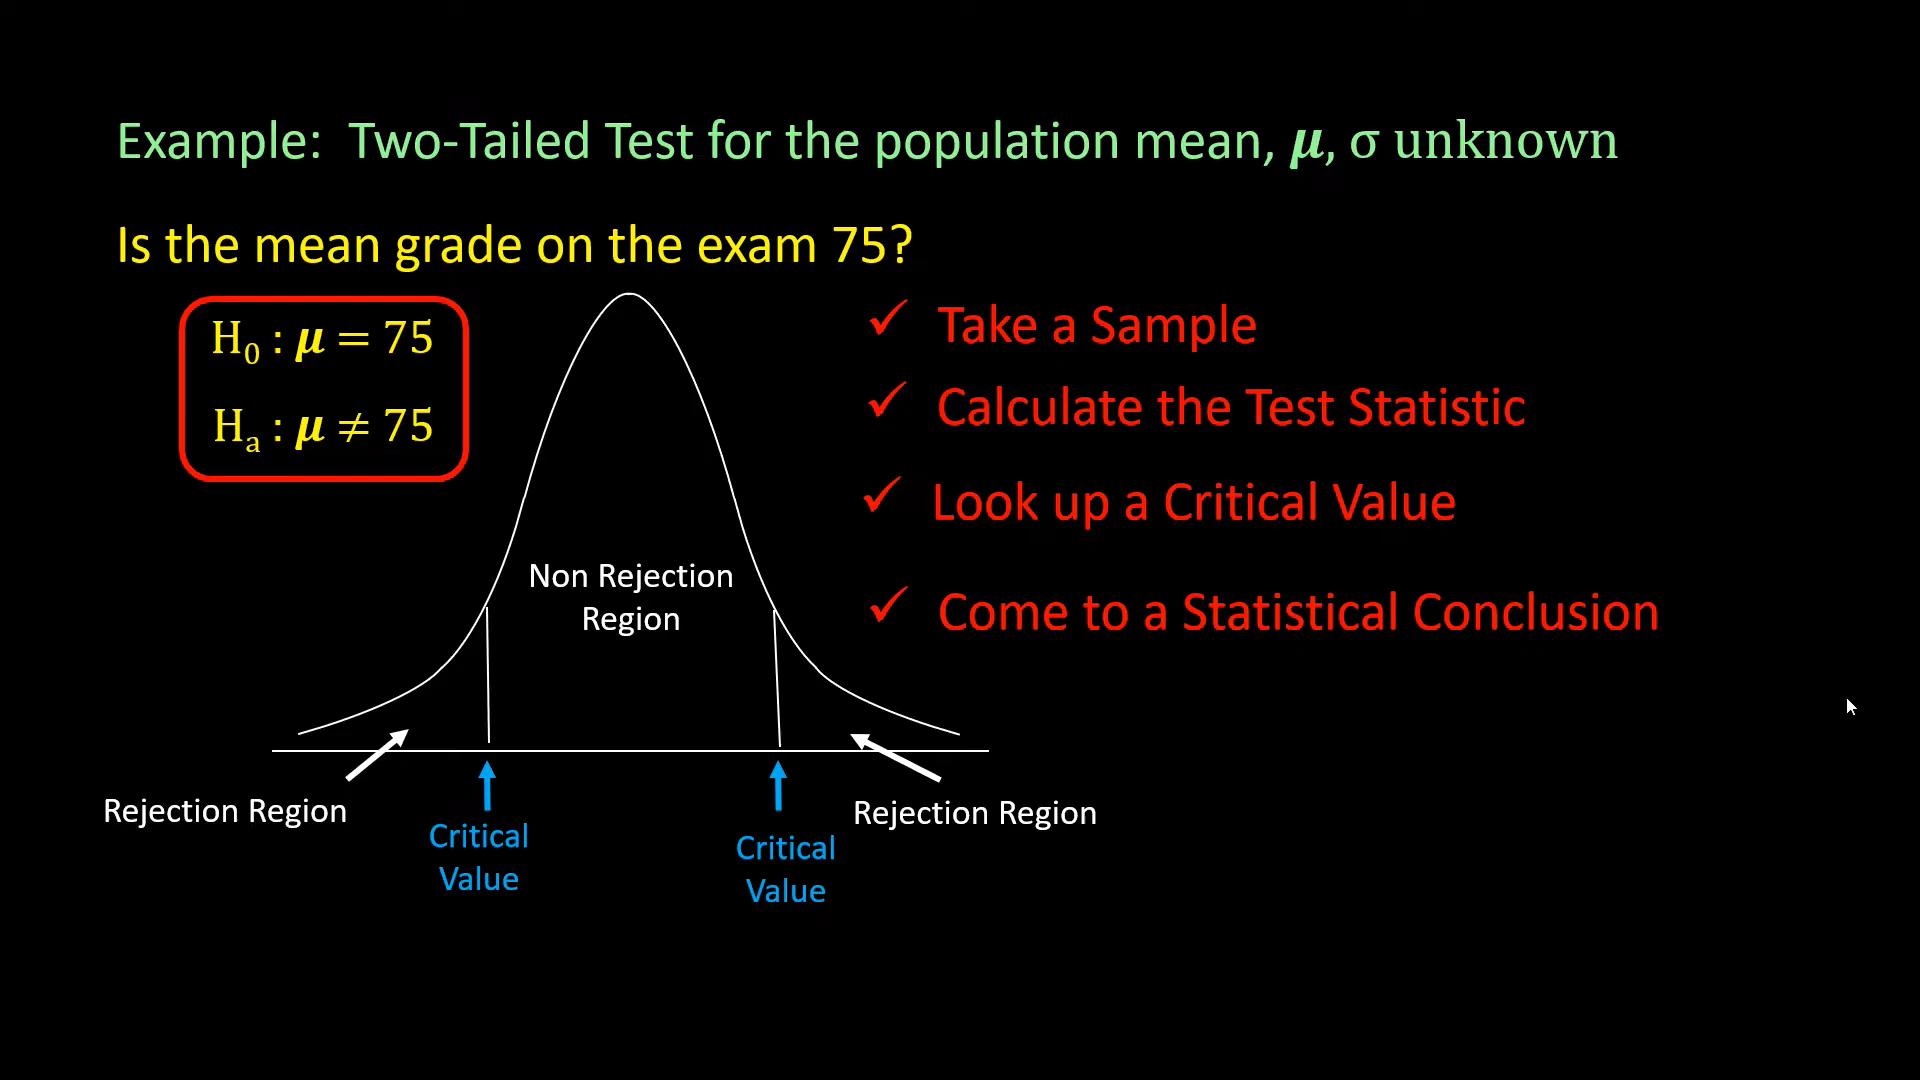 Example:  Two-Tailed Test for the population mean, μ, σ unknown
Is the mean grade on the exam 75?
H₀ : μ = 75
Hₐ : μ ≠ 75
✓ Take a Sample
✓ Calculate the Test Statistic
✓ Look up a Critical Value
✓ Come to a Statistical Conclusion
Non Rejection
Region
Rejection Region
Critical
Value
Critical
Value
Rejection Region